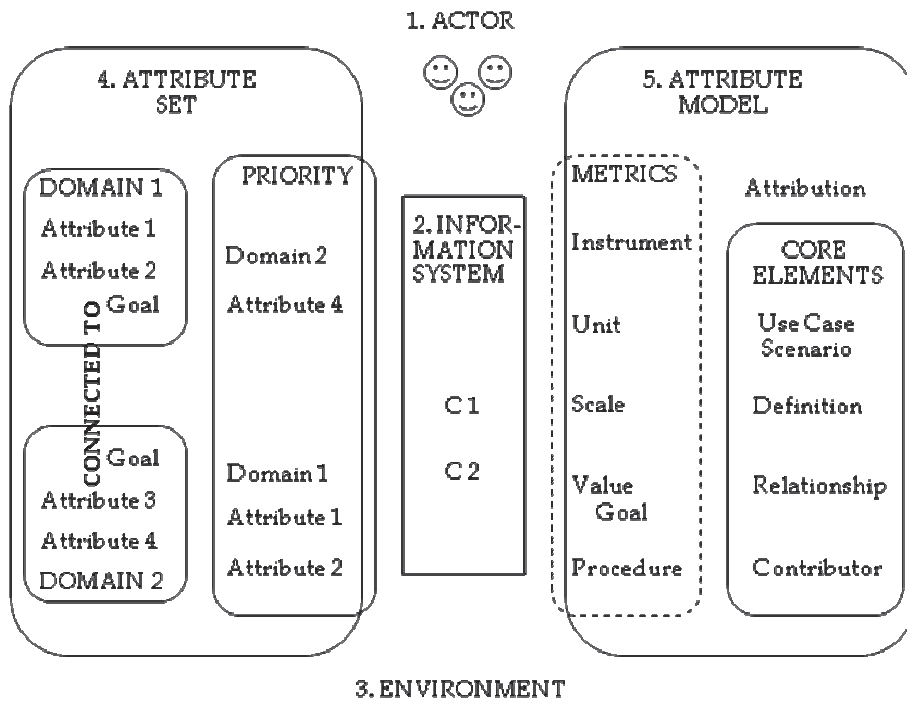 1. ACTOR
4. ATTRIBUTE
SET
DOMAIN 1
Attribute 1
Attribute 2
Goal
CONNECTED TO
Goal
Attribute 3
Attribute 4
DOMAIN 2
PRIORITY
Domain 2
Attribute 4
Domain 1
Attribute 1
Attribute 2
2. INFOR-
MATION
SYSTEM
C 1
C 2
5. ATTRIBUTE
MODEL
METRICS
Instrument
Unit
Scale
Value
Goal
Procedure
Attribution
CORE
ELEMENTS
Use Case
Scenario
Definition
Relationship
Contributor
3. ENVIRONMENT